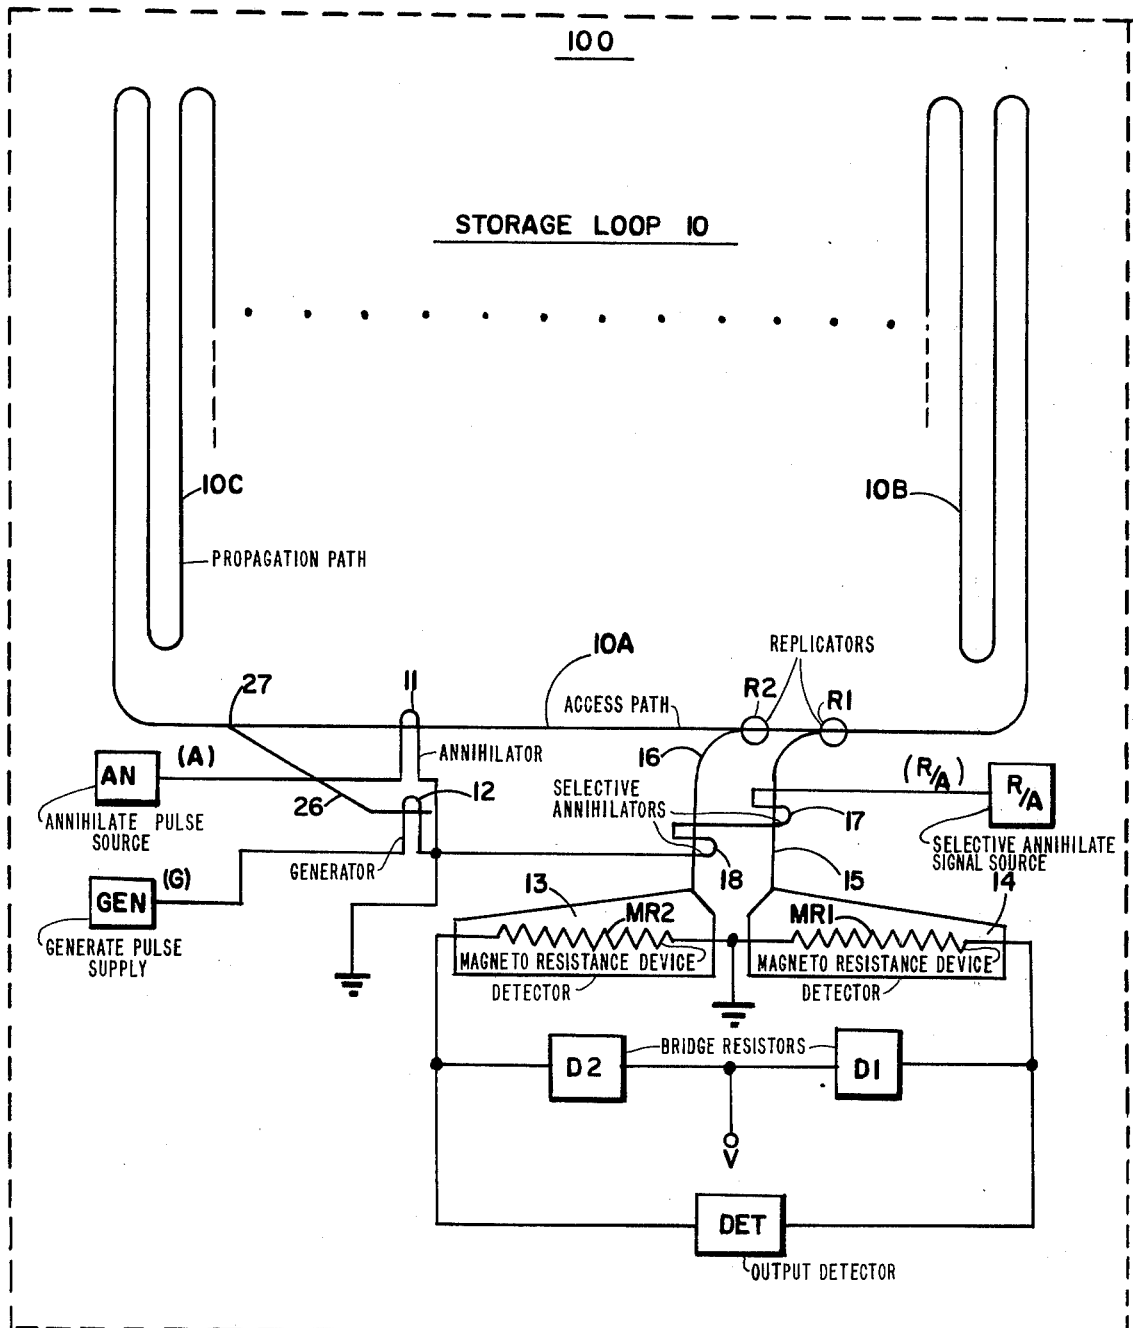 100
STORAGE LOOP 10
10C
10B
PROPAGATION PATH
10A
REPLICATORS
27
11
ACCESS PATH
R2
R1
ANNIHILATOR
16
AN
(A)
(R/A)
R/A
26
12
SELECTIVE
ANNIHILATORS
17
ANNIHILATE PULSE
SOURCE
SELECTIVE ANNIHILATE
SIGNAL SOURCE
GENERATOR
18
15
14
13
GEN
(G)
MR2
MR1
GENERATE PULSE
SUPPLY
MAGNETO RESISTANCE DEVICE
MAGNETO RESISTANCE DEVICE
DETECTOR
DETECTOR
BRIDGE RESISTORS
D2
D1
V
DET
OUTPUT DETECTOR